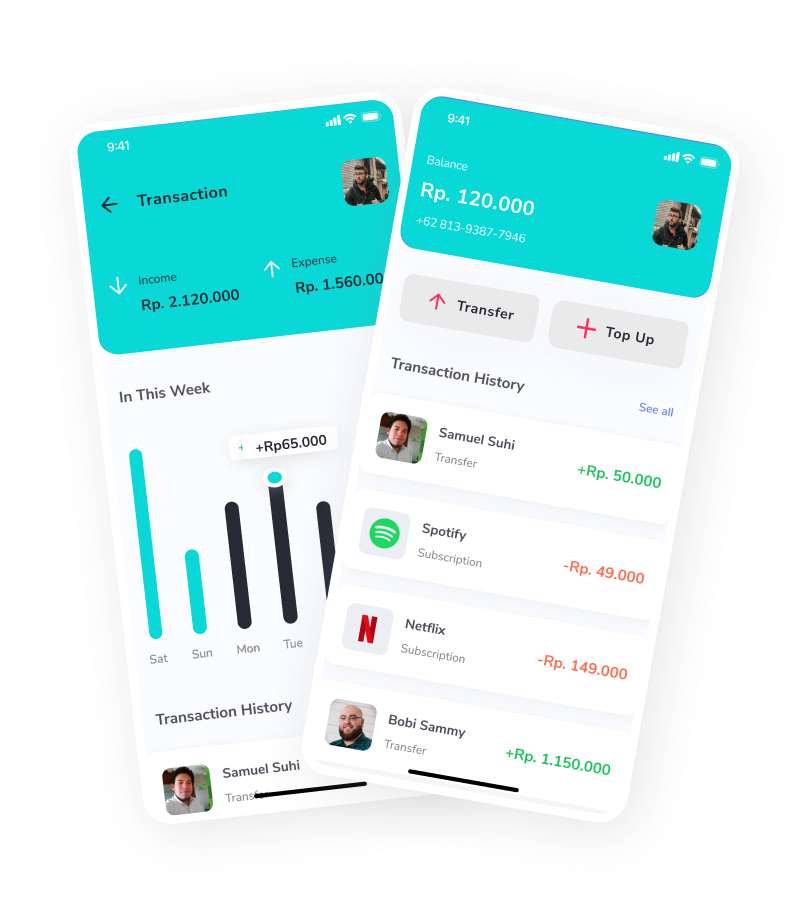 9:41
Transaction
Income
Rp. 2.120.000
Expense
Rp. 1.560.00
In This Week
+Rp65.000
Sat
Sun
Mon
Tue
Transaction History
Samuel Suhi
Transfer
9:41
Balance
Rp. 120.000
+62 813-9387-7946
Transfer
Top Up
Transaction History
See all
Samuel Suhi
Transfer
+Rp. 50.000
Spotify
Subscription
-Rp. 49.000
Netflix
Subscription
-Rp. 149.000
Bobi Sammy
Transfer
+Rp. 1.150.000